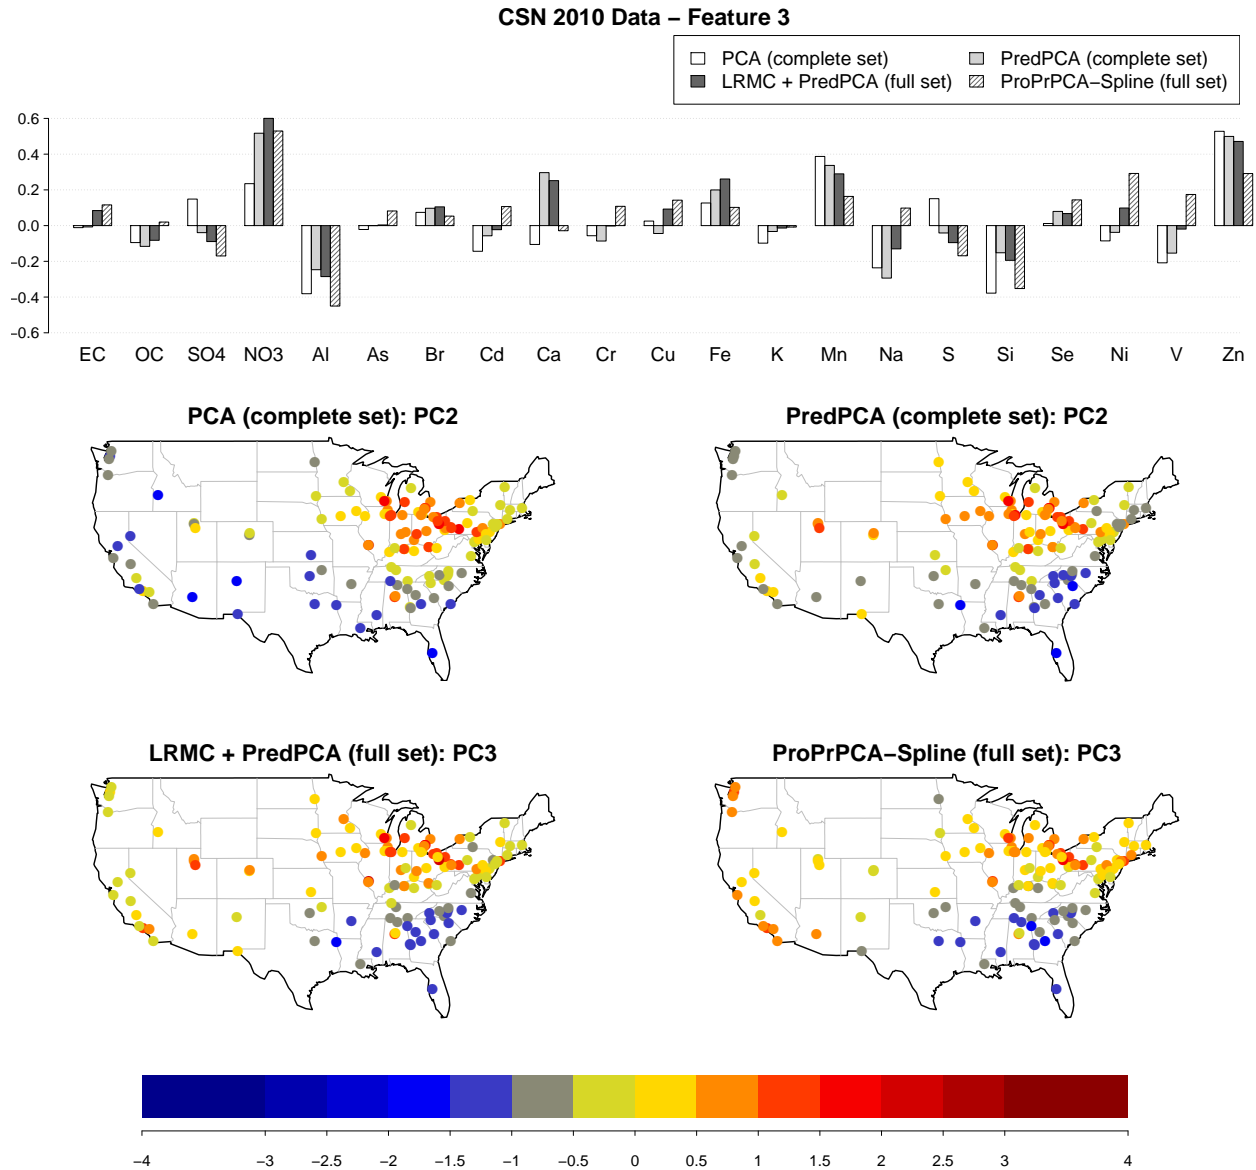 CSN 2010 Data − Feature 3
PCA (complete set) PredPCA (complete set)
LRMC + PredPCA (full set) ProPrPCA−Spline (full set)
0.6
0.4
0.2
0.0
−0.2
−0.4
−0.6
EC OC SO4 NO3 Al As Br Cd Ca Cr Cu Fe K Mn Na S Si Se Ni V Zn
PCA (complete set): PC2 PredPCA (complete set): PC2
LRMC + PredPCA (full set): PC3 ProPrPCA−Spline (full set): PC3
−4 −3 −2.5 −2 −1.5 −1 −0.5 0 0.5 1 1.5 2 2.5 3 4